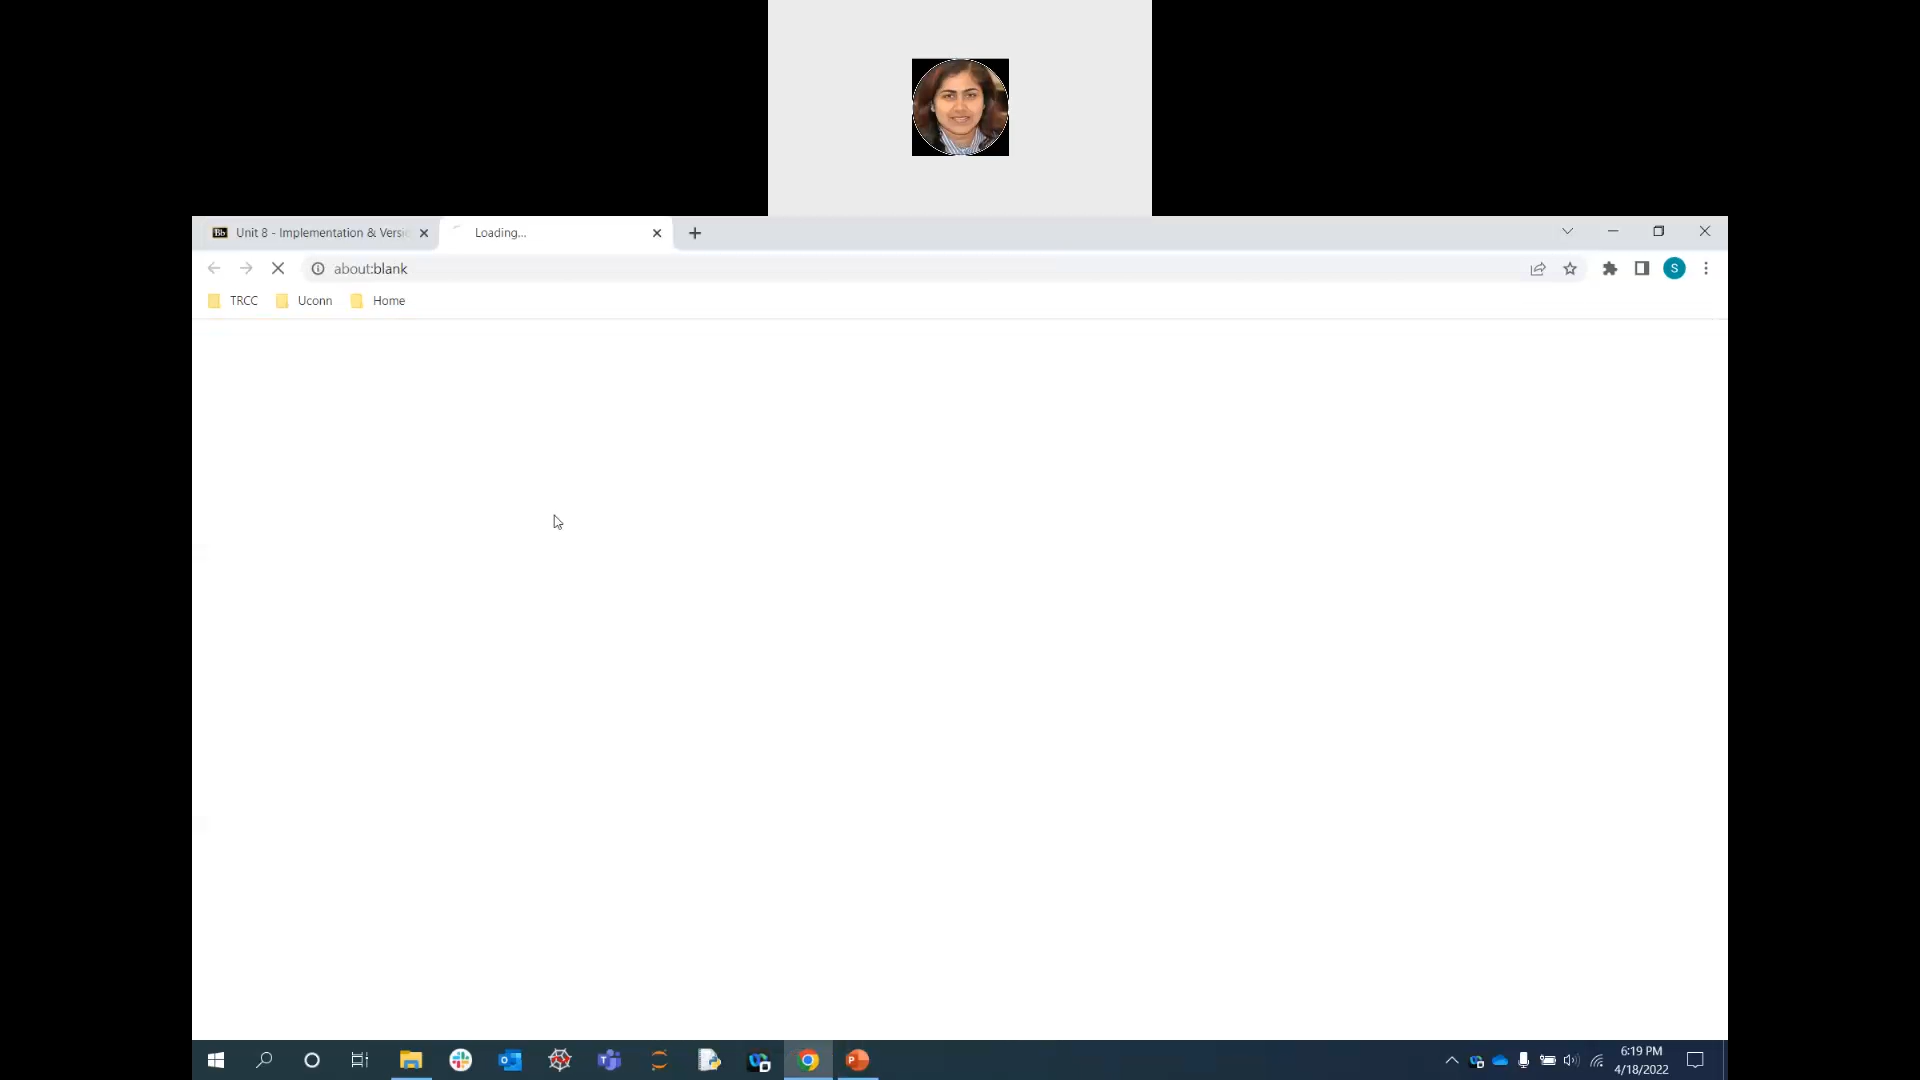 Unit 8 - Implementation & Versi
Loading...
about:blank
S
TRCC
Uconn
Home
6:19 PM
4/18/2022